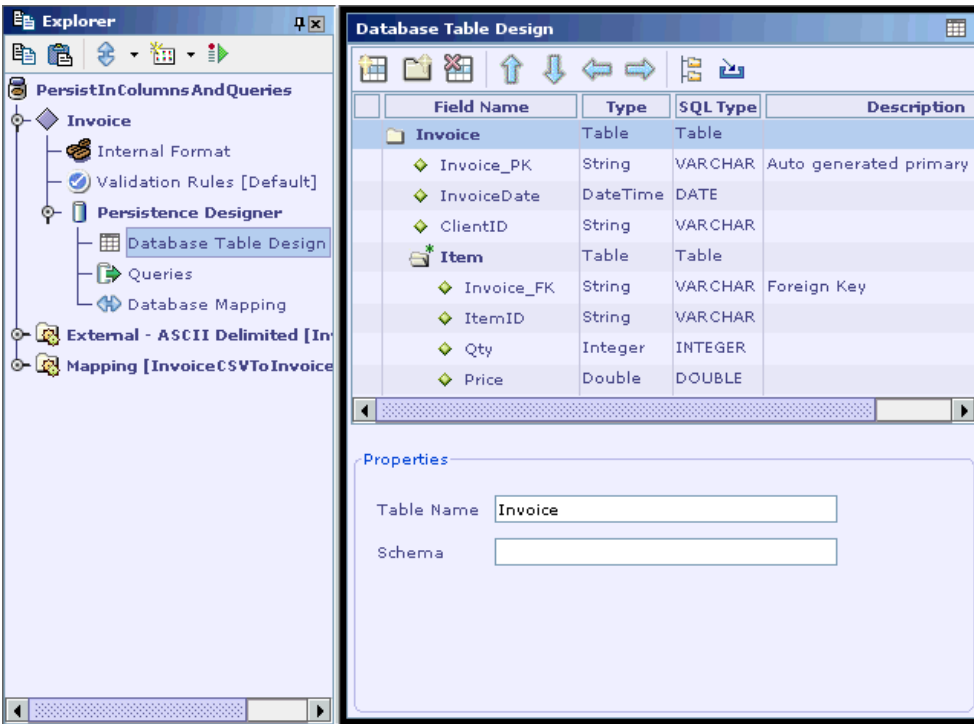 Explorer
PersistInColumnsAndQueries
Invoice
Internal Format
Validation Rules [Default]
Persistence Designer
Database Table Design
Queries
Database Mapping
External - ASCII Delimited [In
Mapping [InvoiceCSVToInvoice
Database Table Design
Field Name Type SQL Type Description
Invoice Table Table
Invoice_PK String VARCHAR Auto generated primary
InvoiceDate DateTime DATE
ClientID String VARCHAR
Item Table Table
Invoice_FK String VARCHAR Foreign Key
ItemID String VARCHAR
Qty Integer INTEGER
Price Double DOUBLE
Properties
Table Name Invoice
Schema